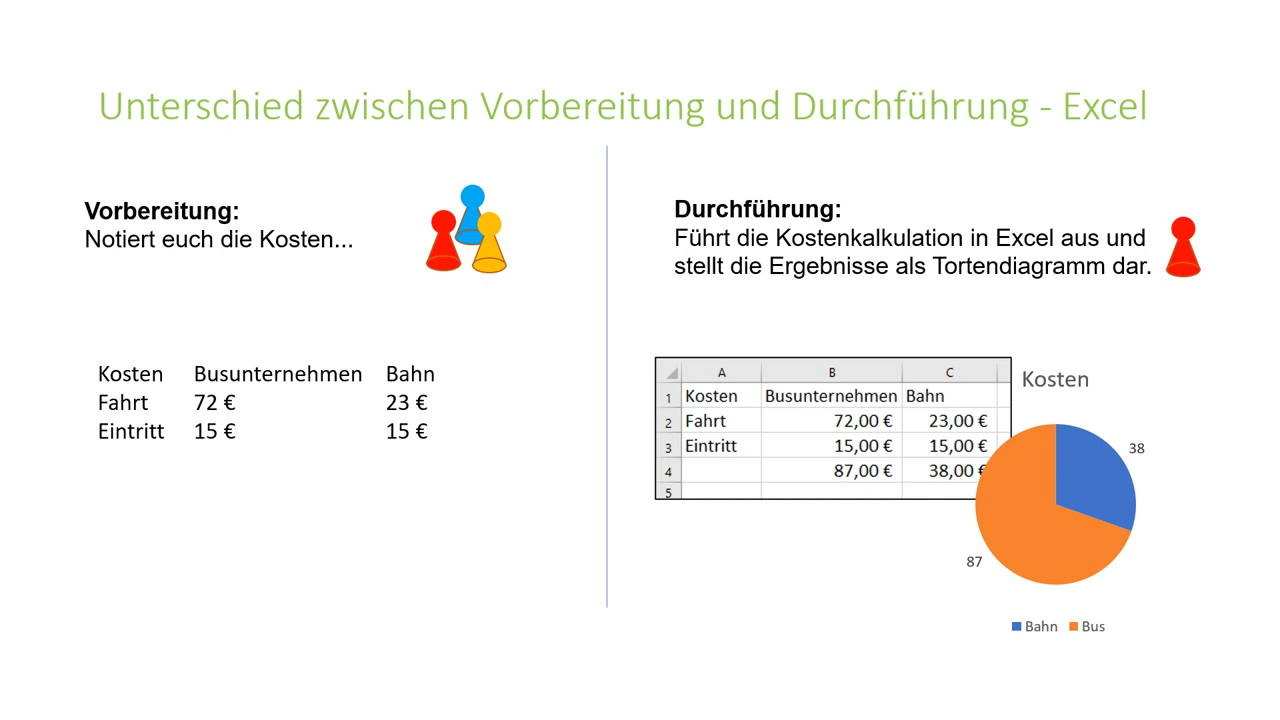 Unterschied zwischen Vorbereitung und Durchführung - Excel
Vorbereitung:
Notiert euch die Kosten...
Kosten Busunternehmen Bahn
Fahrt 72 € 23 €
Eintritt 15 € 15 €
Durchführung:
Führt die Kostenkalkulation in Excel aus und
stellt die Ergebnisse als Tortendiagramm dar.
A B C
1 Kosten Busunternehmen Bahn
2 Fahrt 72,00 € 23,00 €
3 Eintritt 15,00 € 15,00 €
4 87,00 € 38,00 €
5
Kosten
38
87
Bahn Bus